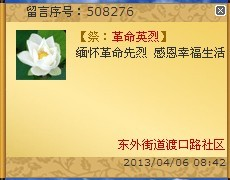 留言序号：508276
【祭：革命英烈】
缅怀革命先烈 感恩幸福生活
东外街道渡口路社区
2013/04/06 08:42